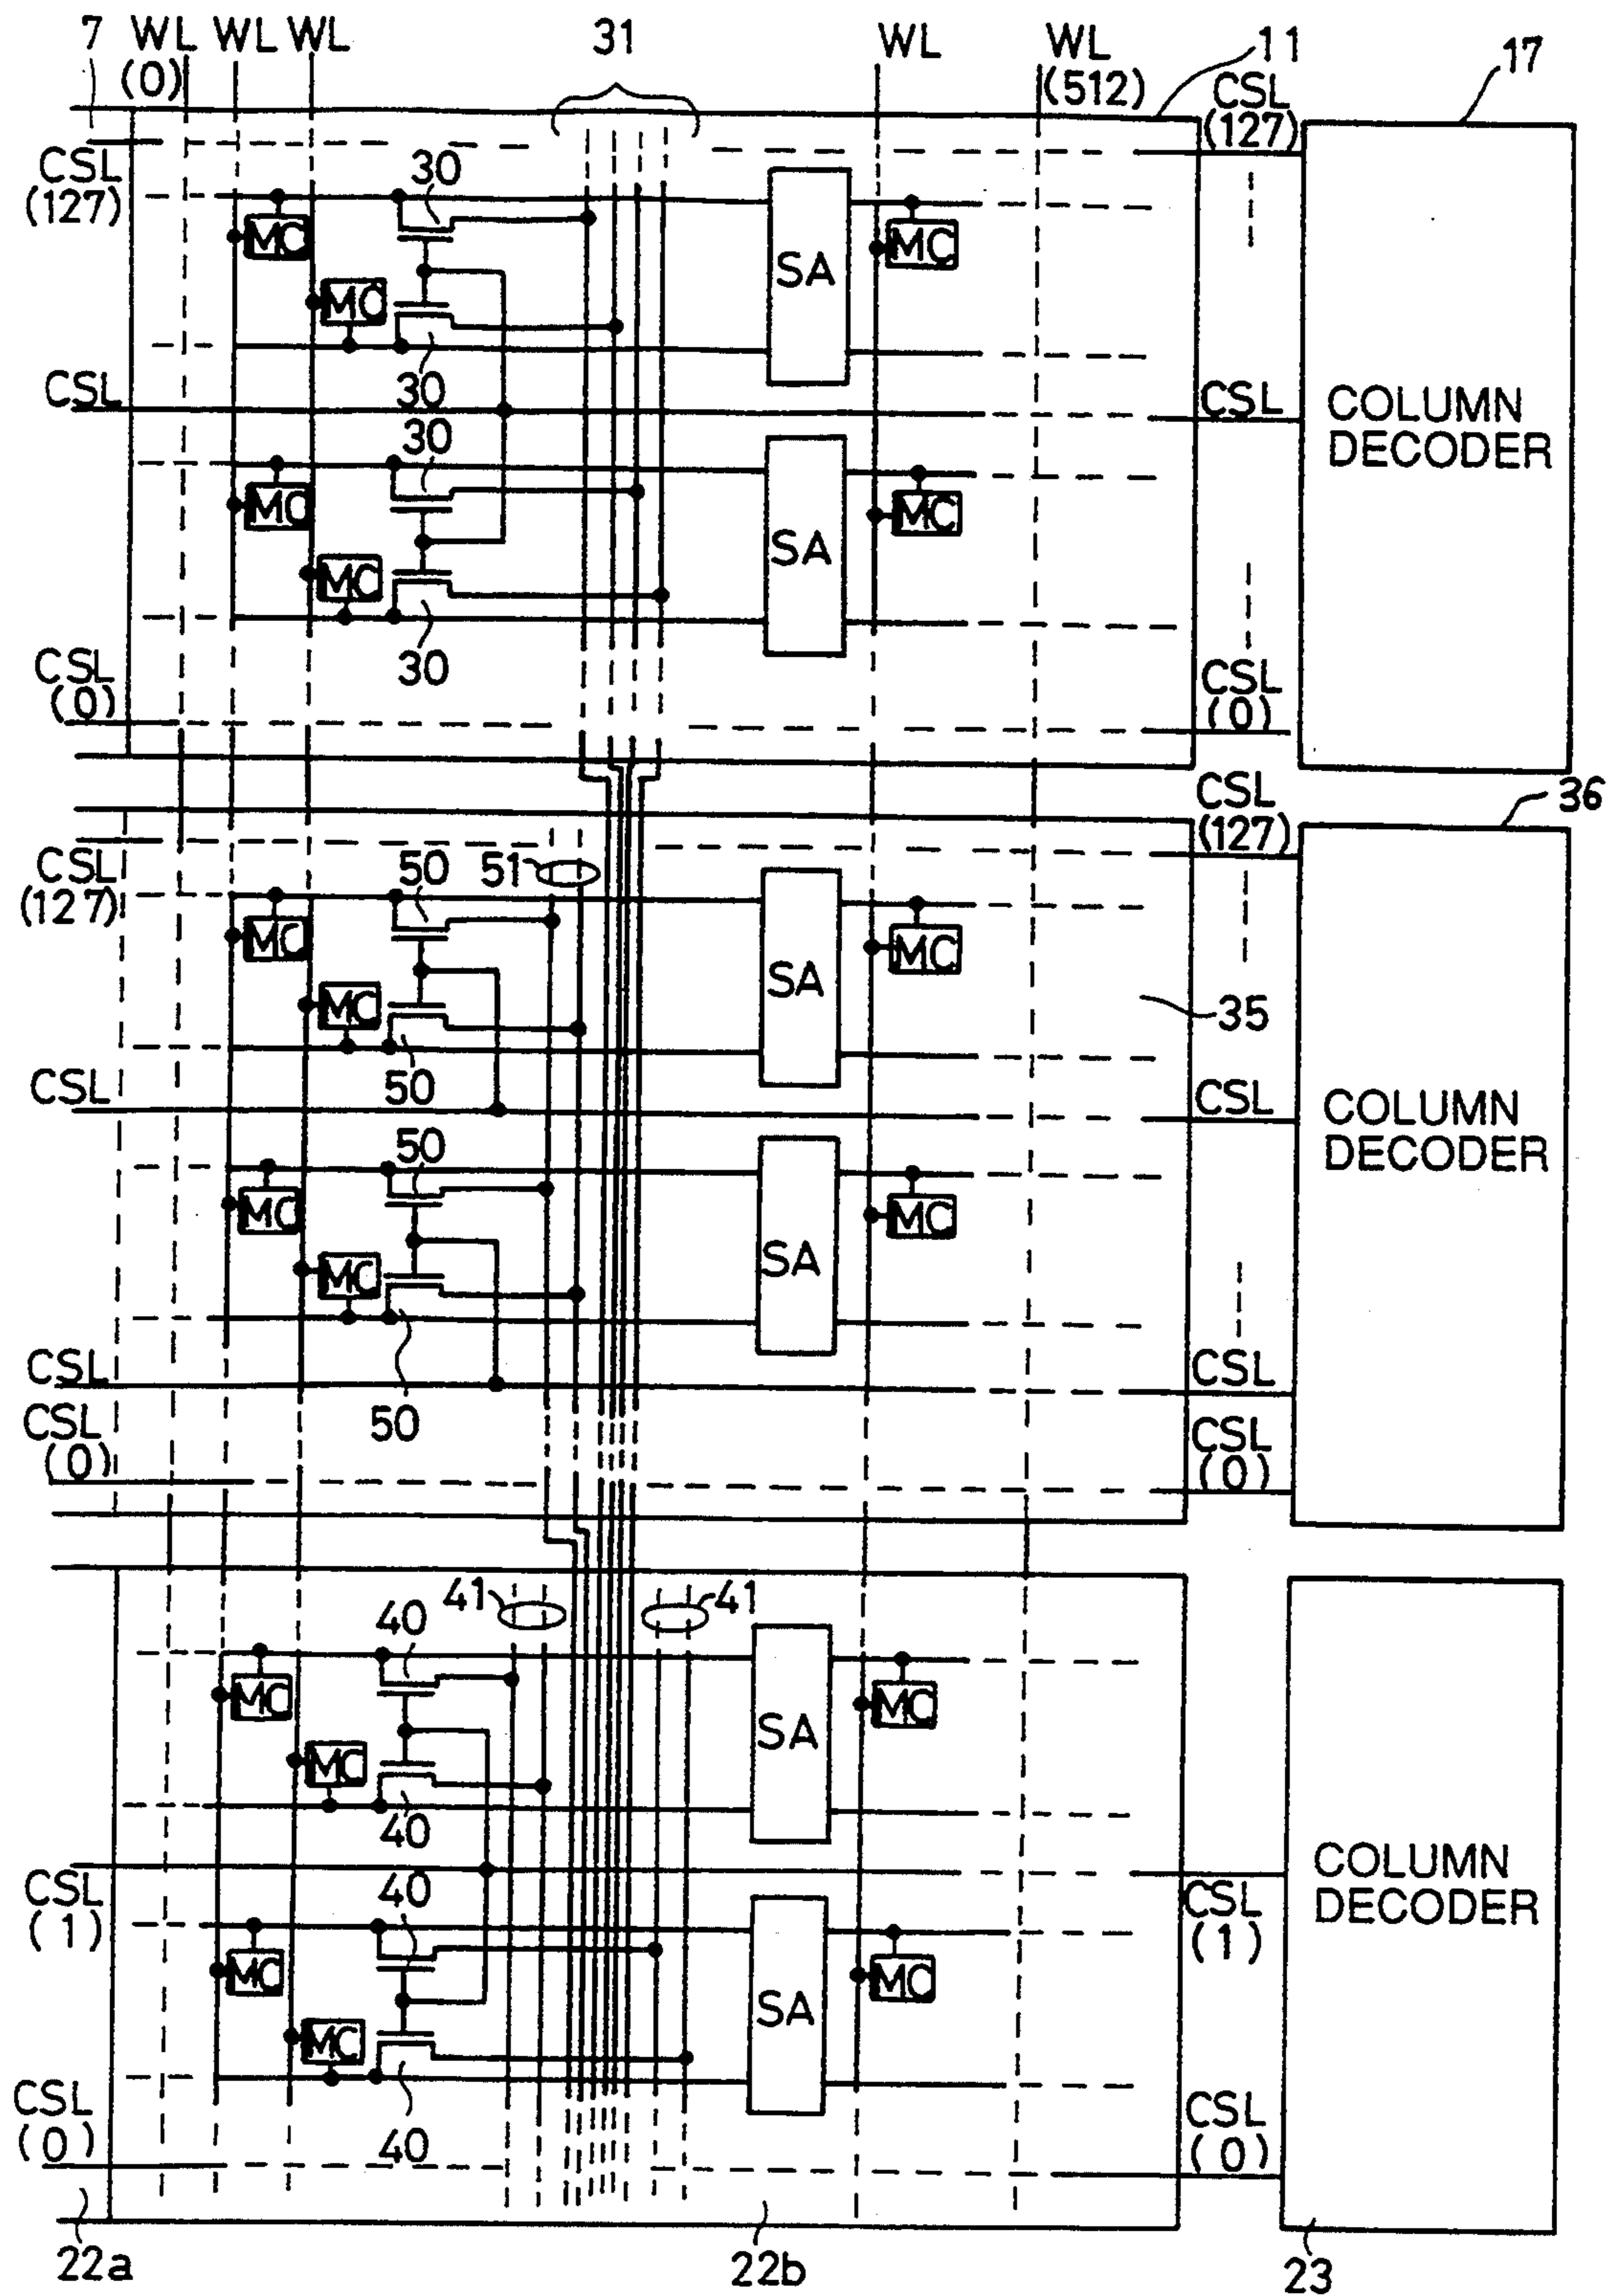 7 WL WL WL 31 WL WL 11
(0) (512) CSL 17
(127)
CSL
(127)
30
MC MC
SA
MC
30
CSL CSL COLUMN
30 DECODER
MC MC
SA
MC
30
CSL CSL
(0) (0)
CSL 36
(127)
CSL 50 51
(127)
MC MC
SA
MC 35
50
CSL CSL COLUMN
50 DECODER
MC MC
SA
MC
CSL CSL
50
CSL CSL
(0) (0)
41 41
40
MC MC
SA
MC
40
COLUMN
CSL 40 CSL DECODER
(1) (1)
MC MC
SA
MC
CSL CSL
(0) 40 (0)
22a 22b 23